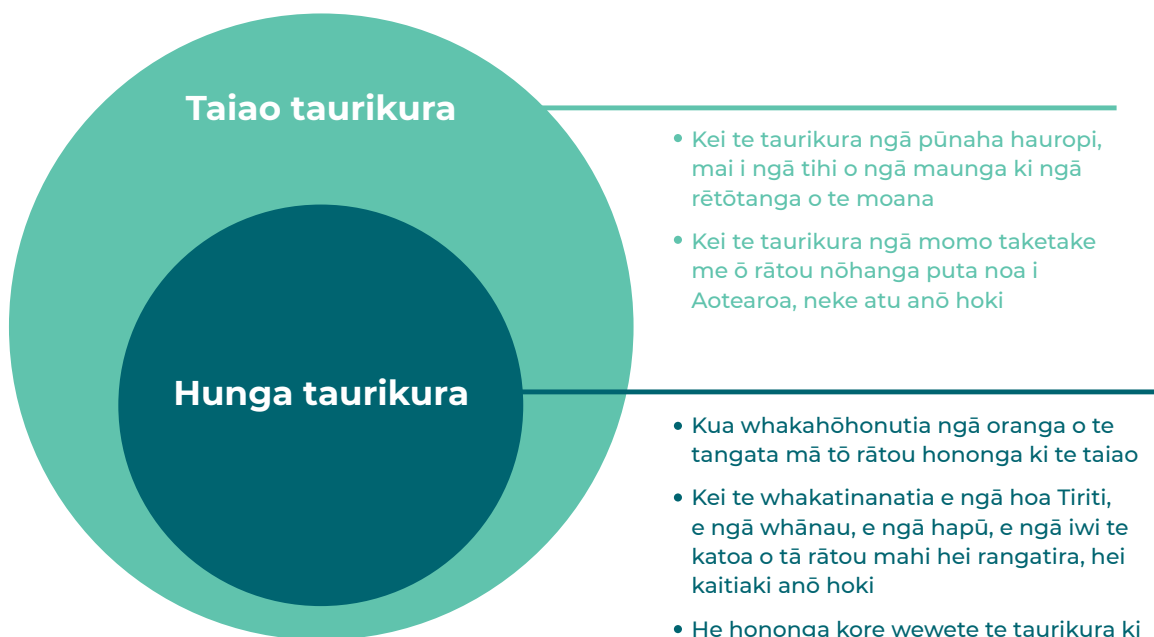 Taiao taurikura
• Kei te taurikura ngā pūnaha hauropi,
mai i ngā tihi o ngā maunga ki ngā
rētōtanga o te moana
• Kei te taurikura ngā momo taketake
me ō rātou nōhanga puta noa i
Aotearoa, neke atu anō hoki
Hunga taurikura
• Kua whakahōhonutia ngā oranga o te
tangata mā tō rātou hononga ki te taiao
• Kei te whakatinanatia e ngā hoa Tiriti,
e ngā whānau, e ngā hapū, e ngā iwi te
katoa o tā rātou mahi hei rangatira, hei
kaitiaki anō hoki
• He hononga kore wewete te taurikura ki